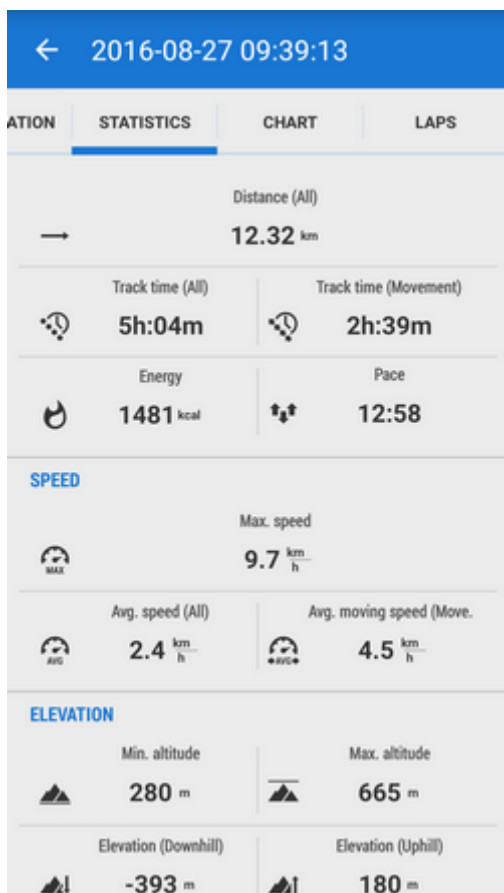 2016-08-27 09:39:13
ATION STATISTICS CHART LAPS
Distance (All)
12.32 km
Track time (All) Track time (Movement)
5h:04m 2h:39m
Energy Pace
1481 kcal 12:58
SPEED
Max. speed
MAX 9.7 km/h
Avg. speed (All) Avg. moving speed (Move.
AVG 2.4 km/h AVG 4.5 km/h
ELEVATION
Min. altitude Max. altitude
280 m 665 m
Elevation (Downhill) Elevation (Uphill)
-393 m 180 m